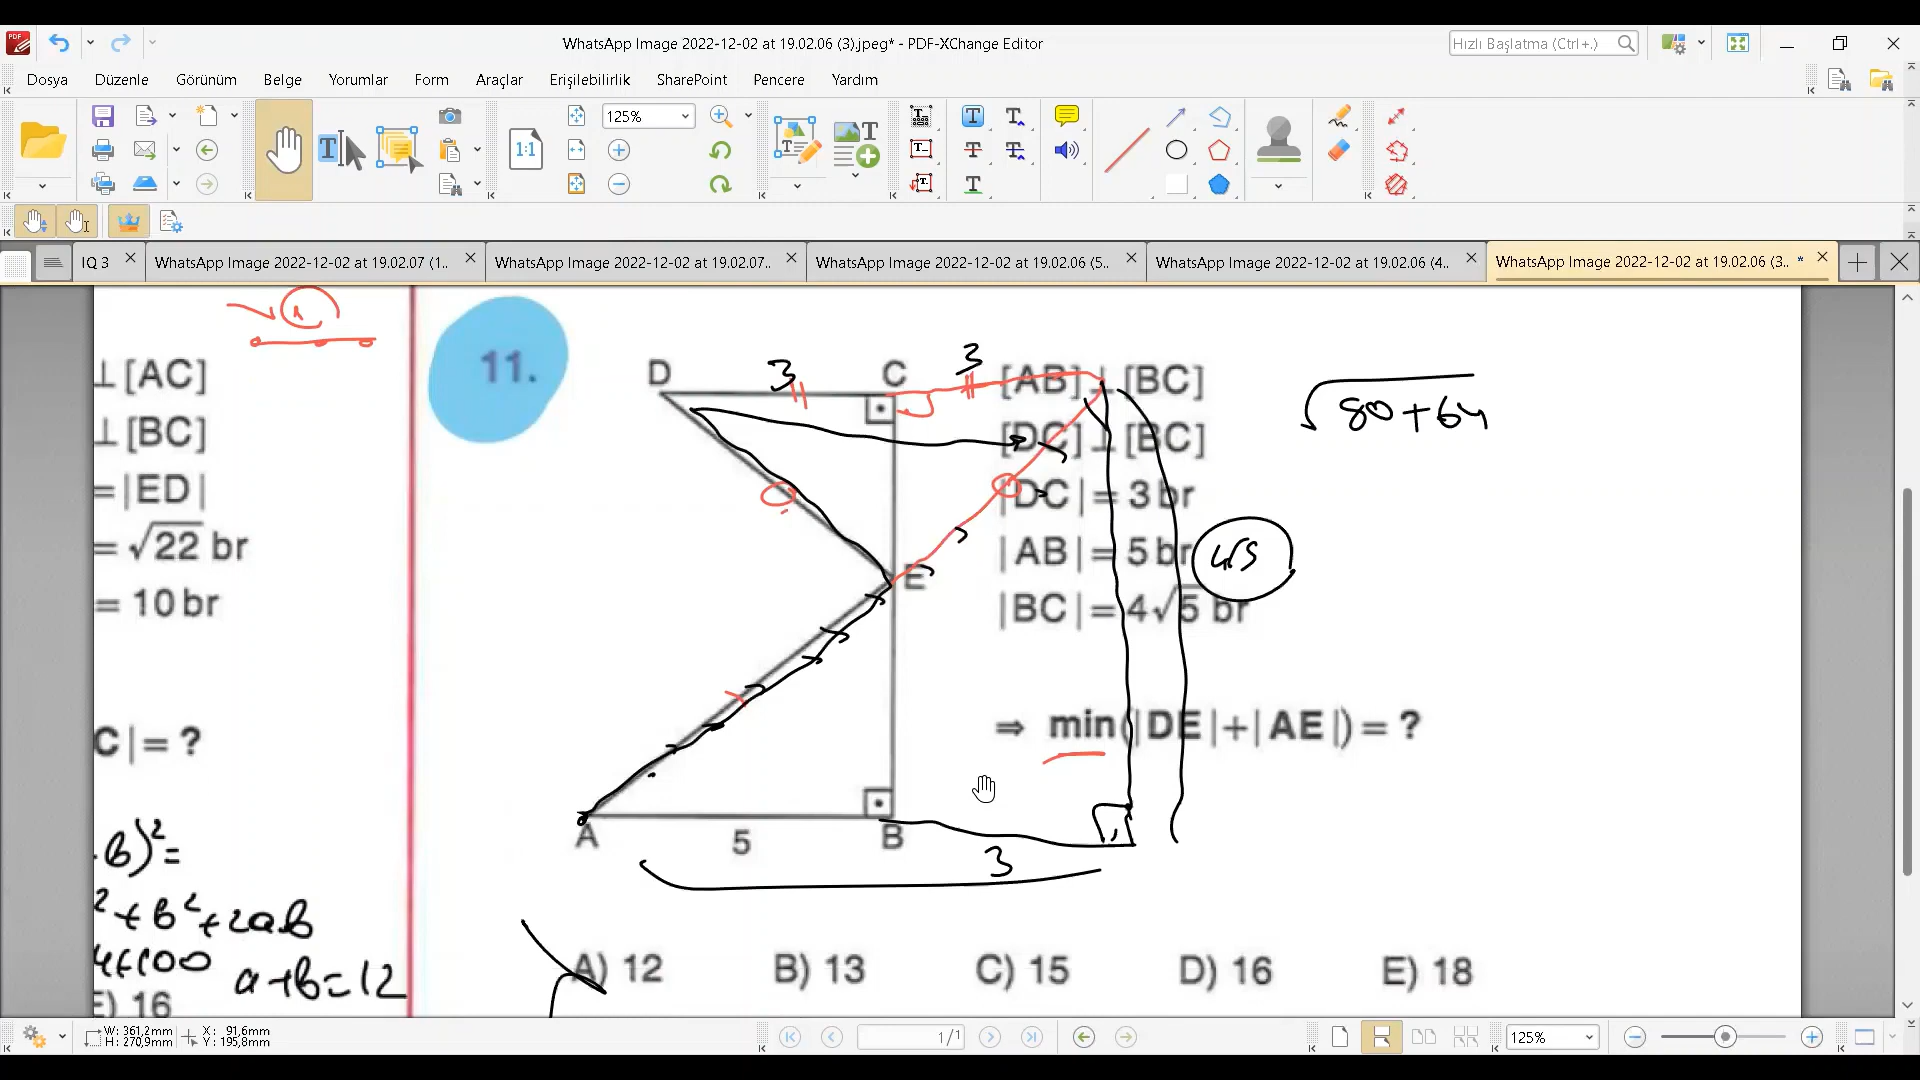 WhatsApp Image 2022-12-02 at 19.02.06 (3).jpeg* - PDF-XChange Editor
Hızlı Başlatma (Ctrl+.)
Dosya Düzenle Görünüm Belge Yorumlar Form Araçlar Erişilebilirlik SharePoint Pencere Yardım
125%
1:1
IQ 3
WhatsApp Image 2022-12-02 at 19.02.07 (1..
WhatsApp Image 2022-12-02 at 19.02.07..
WhatsApp Image 2022-12-02 at 19.02.06 (5..
WhatsApp Image 2022-12-02 at 19.02.06 (4..
WhatsApp Image 2022-12-02 at 19.02.06 (3.. *
⊥ [AC]
⊥ [BC]
= |ED|
= √22 br
= 10 br
C| = ?
b)²=
²+b²+2ab
a+b=12
E) 16
11.
D 3 C 3
E
A 5 B
3
[AB] ⊥ [BC]
[DC] ⊥ [BC]
|DC| = 3 br
|AB| = 5 br
|BC| = 4√5 br
4√5
√80+64
⇒ min(|DE|+|AE|) = ?
A) 12 B) 13 C) 15 D) 16 E) 18
W: 361,2mm
H: 270,9mm
X: 91,6mm
Y: 195,8mm
1/1
125%